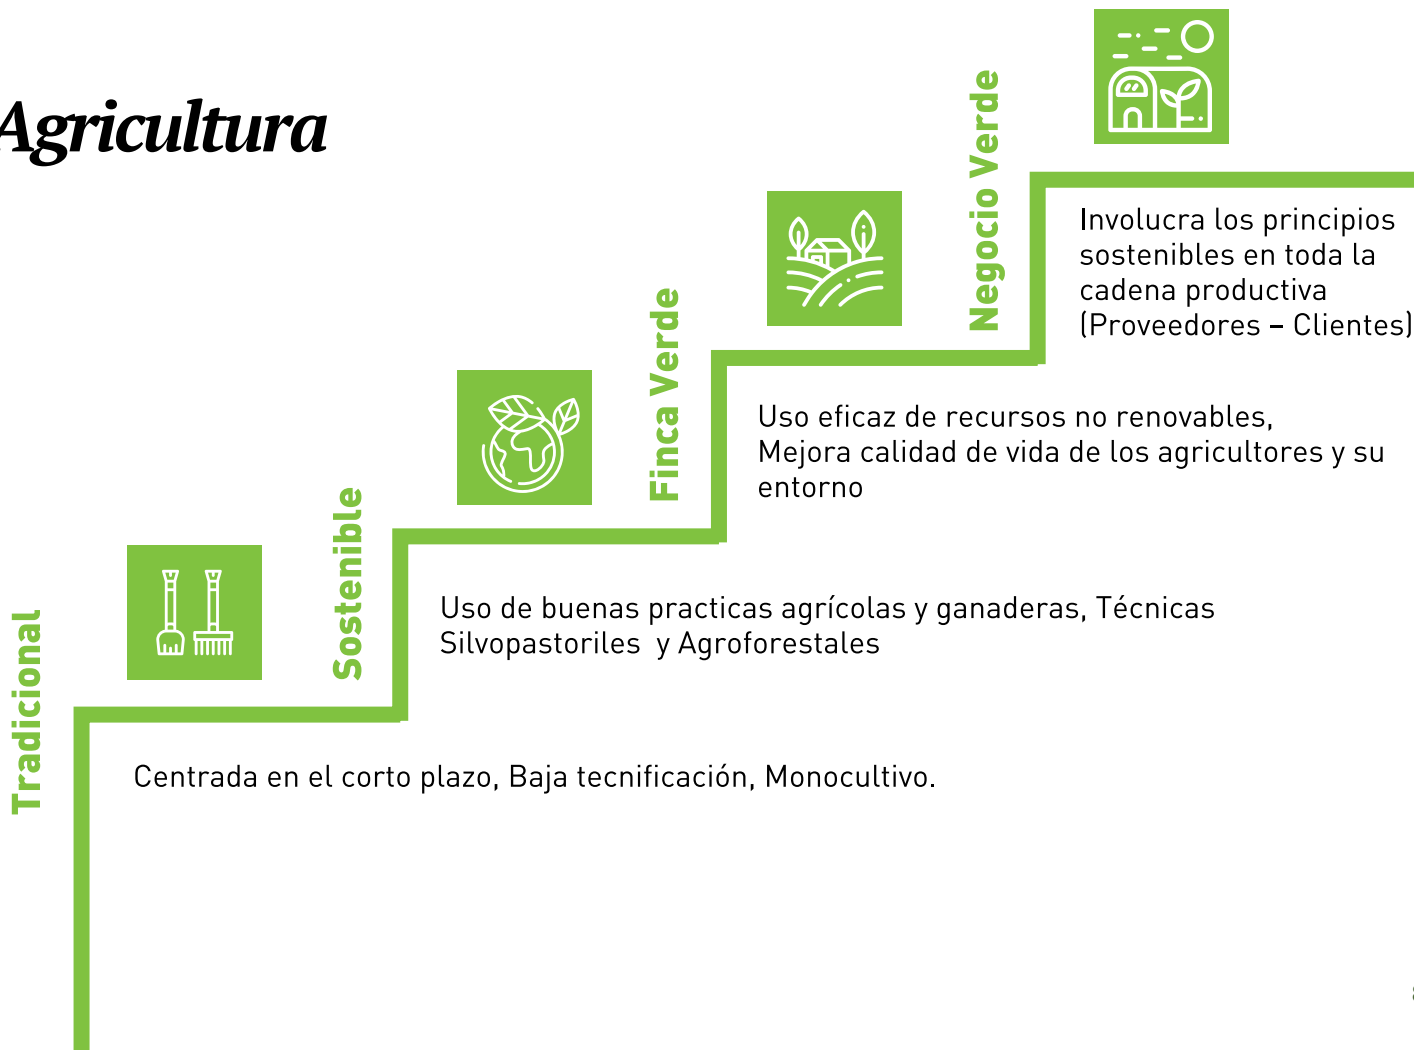 Agricultura
Negocio Verde
Involucra los principios
sostenibles en toda la
cadena productiva
(Proveedores – Clientes)
Finca Verde
Uso eficaz de recursos no renovables,
Mejora calidad de vida de los agricultores y su
entorno
Sostenible
Uso de buenas practicas agrícolas y ganaderas, Técnicas
Silvopastoriles y Agroforestales
Tradicional
Centrada en el corto plazo, Baja tecnificación, Monocultivo.